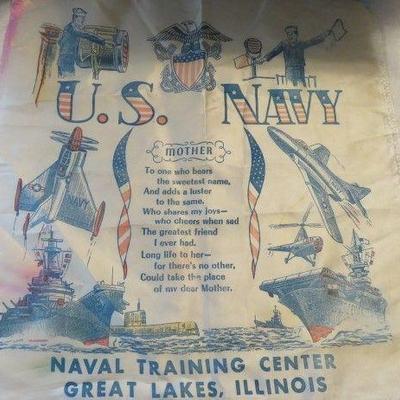 U.S. NAVY
MOTHER
To one who bears
the sweetest name,
And adds a luster
to the same.
Who shares my joys—
who cheers when sad
The greatest friend
I ever had.
Long life to her—
for there's no other,
Could take the place
of my dear Mother.
NAVY
NAVAL TRAINING CENTER
GREAT LAKES, ILLINOIS